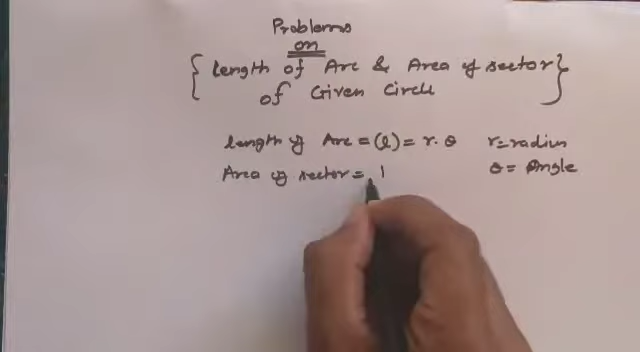 Problems
on
{ length of Arc & Area of sector }
of Given Circle
length of Arc = (l) = r. θ r = radius
Area of sector = 1 θ = Angle